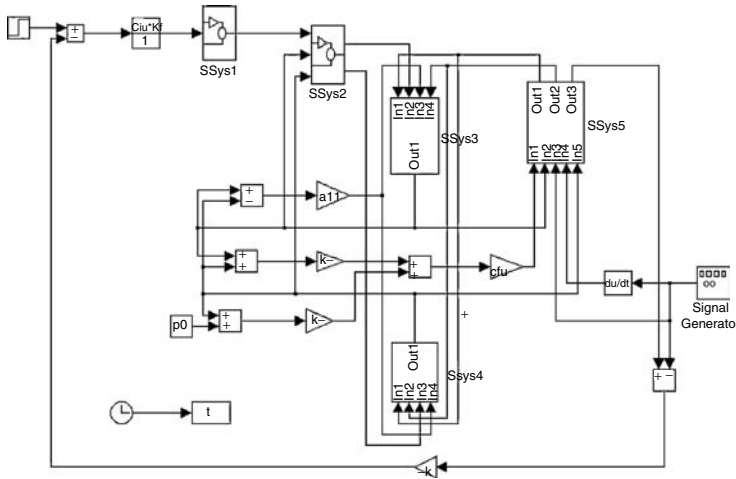 +
−
Ciu*Kf
1
SSys1
SSys2
In1
In2
In3
In4
Out1
SSys3
Out1
Out2
Out3
In1
In2
In3
In4
In5
SSys5
+
−
a11
+
+
k−
+
+
cfu
du/dt
Signal
Generato
p0
+
+
k−
+
Out1
In1
In2
In3
In4
Ssys4
+ −
t
−k